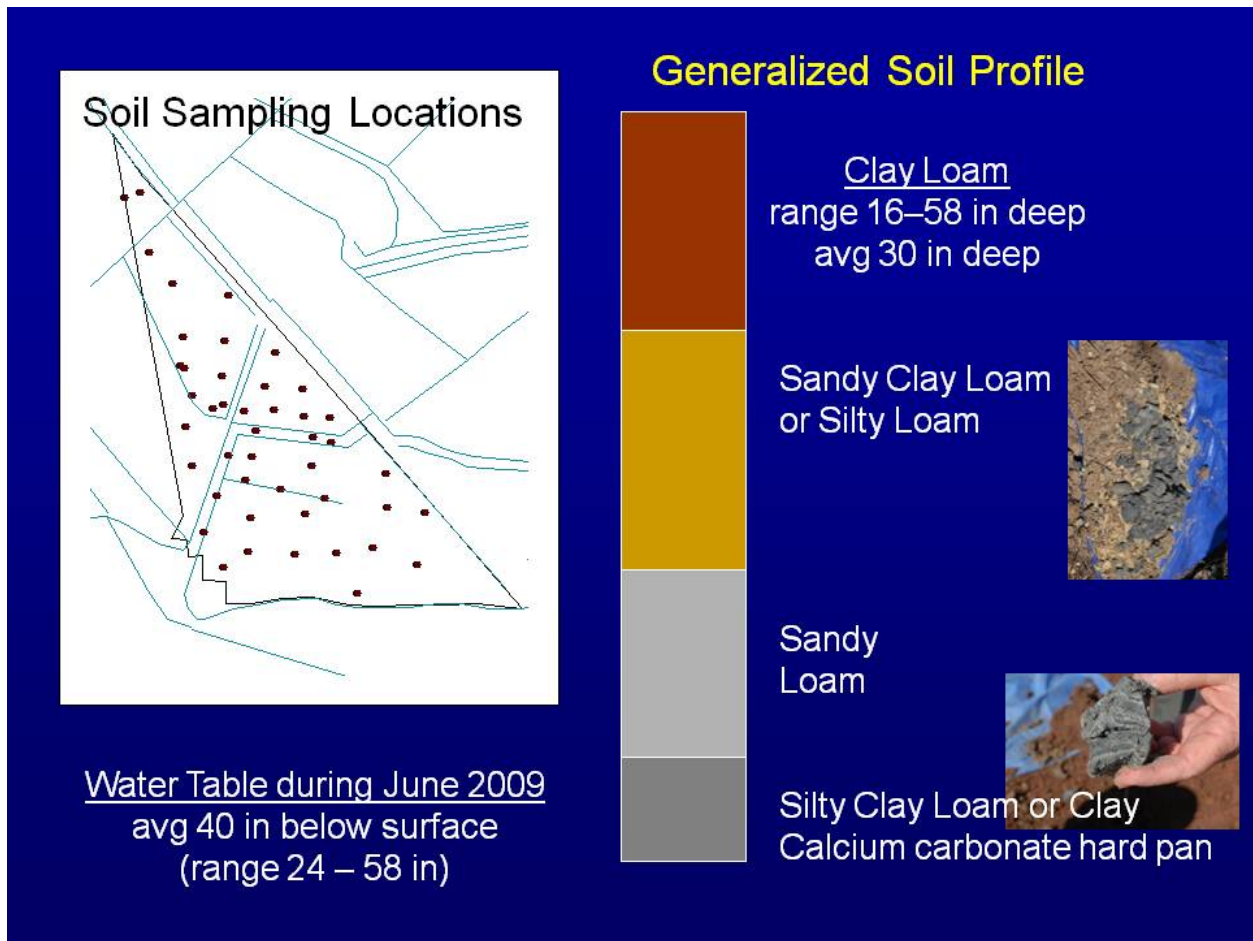 Soil Sampling Locations
Generalized Soil Profile
Clay Loam
range 16–58 in deep
avg 30 in deep
Sandy Clay Loam
or Silty Loam
Sandy
Loam
Silty Clay Loam or Clay
Calcium carbonate hard pan
Water Table during June 2009
avg 40 in below surface
(range 24 – 58 in)